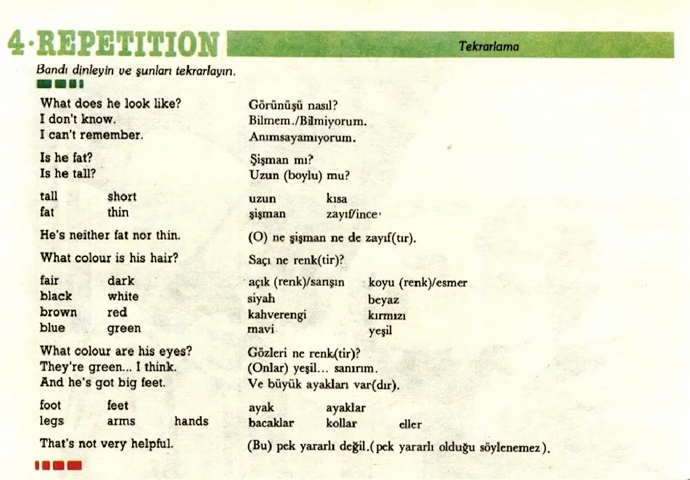 4·REPETITION Tekrarlama
Bandı dinleyin ve şunları tekrarlayın.
What does he look like? Görünüşü nasıl?
I don't know. Bilmem./Bilmiyorum.
I can't remember. Anımsayamıyorum.
Is he fat? Şişman mı?
Is he tall? Uzun (boylu) mu?
tall short uzun kısa
fat thin şişman zayıf/ince
He's neither fat nor thin. (O) ne şişman ne de zayıf(tır).
What colour is his hair? Saçı ne renk(tir)?
fair dark açık (renk)/sarışın koyu (renk)/esmer
black white siyah beyaz
brown red kahverengi kırmızı
blue green mavi yeşil
What colour are his eyes? Gözleri ne renk(tir)?
They're green... I think. (Onlar) yeşil... sanırım.
And he's got big feet. Ve büyük ayakları var(dır).
foot feet ayak ayaklar
legs arms hands bacaklar kollar eller
That's not very helpful. (Bu) pek yararlı değil.(pek yararlı olduğu söylenemez).